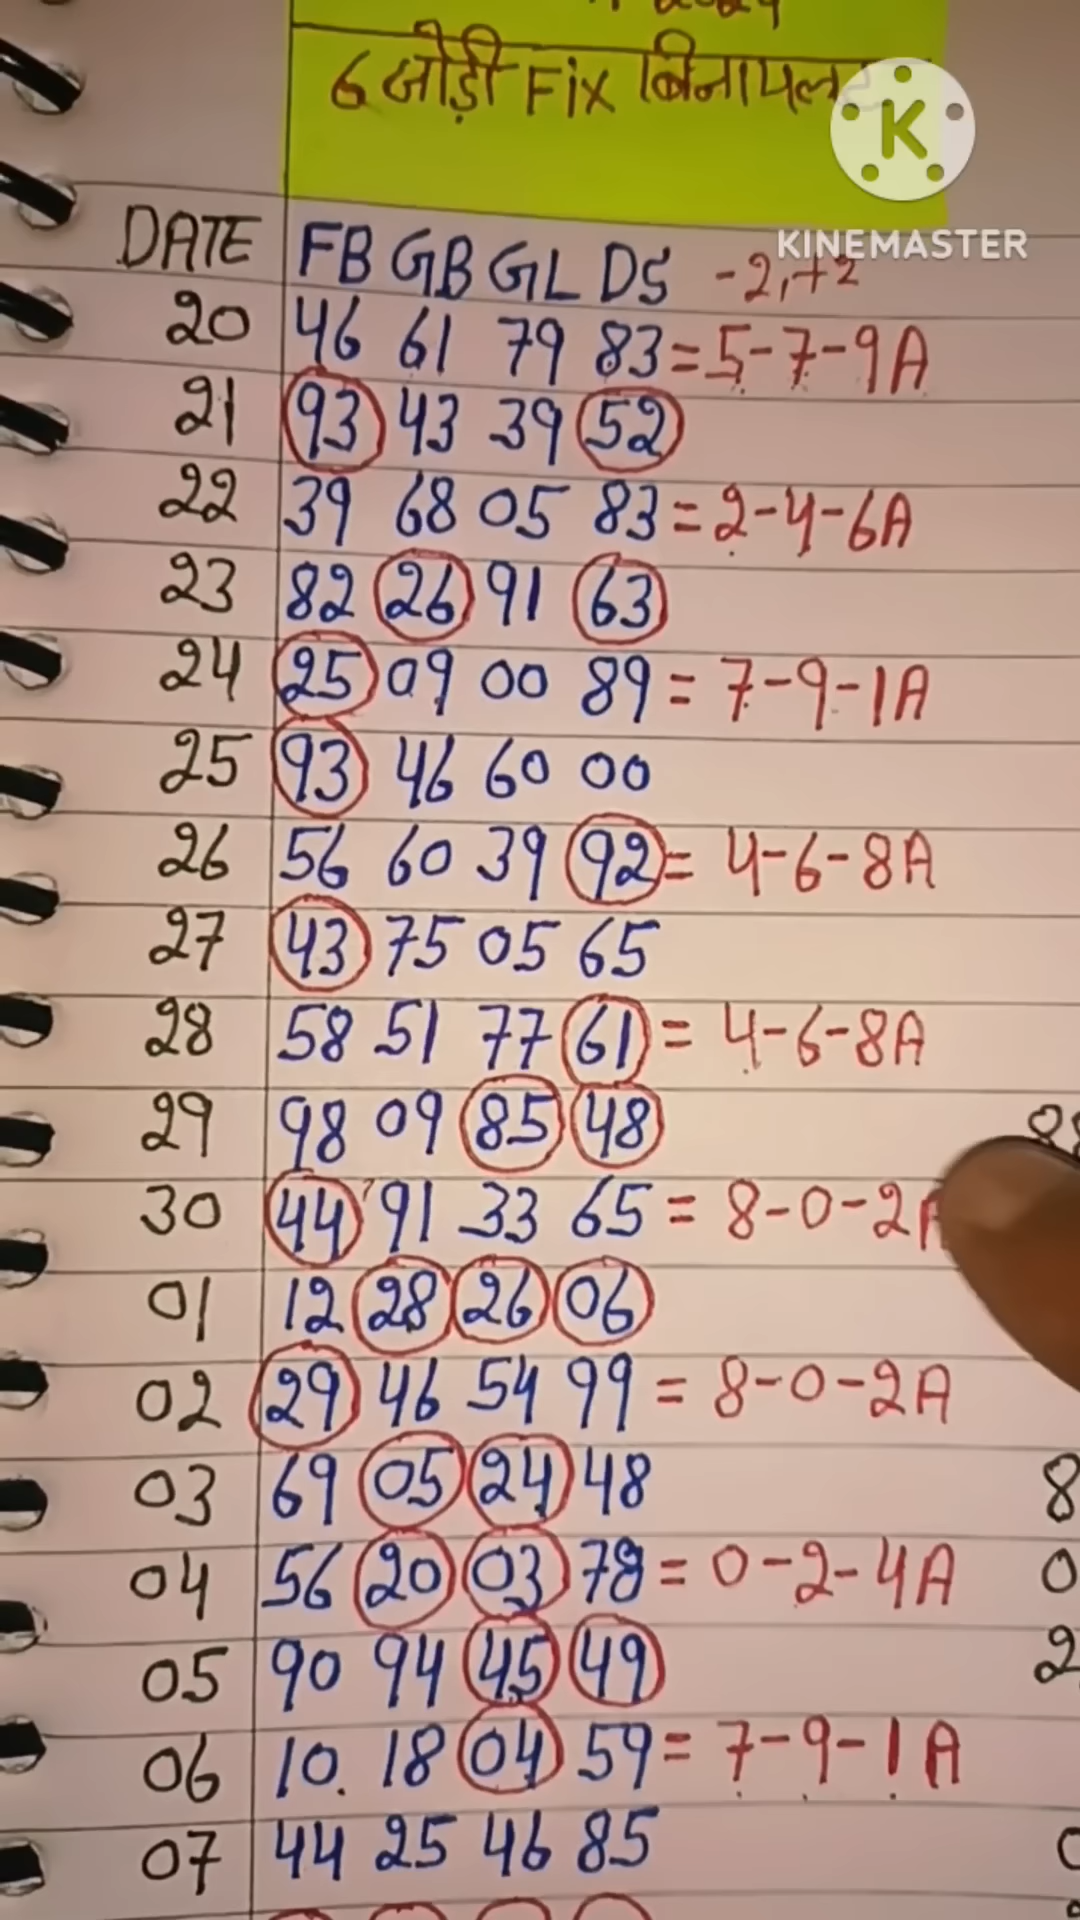 6 जोड़ी Fix बिना
K
KINEMASTER
DATE FB GB GL DS -2,+2
20 46 61 79 83 = 5-7-9A
21 93 43 39 52
22 39 68 05 83 = 2-4-6A
23 82 26 91 63
24 25 09 00 89 = 7-9-1A
25 93 46 60 00
26 56 60 39 92 = 4-6-8A
27 43 75 05 65
28 58 51 77 61 = 4-6-8A
29 98 09 85 48
30 44 91 33 65 = 8-0-2A
01 12 28 26 06
02 29 46 54 99 = 8-0-2A
03 69 05 24 48 8
04 56 20 03 78 = 0-2-4A 0
05 90 94 45 49 2
06 10. 18 04 59 = 7-9-1A
07 44 25 46 85